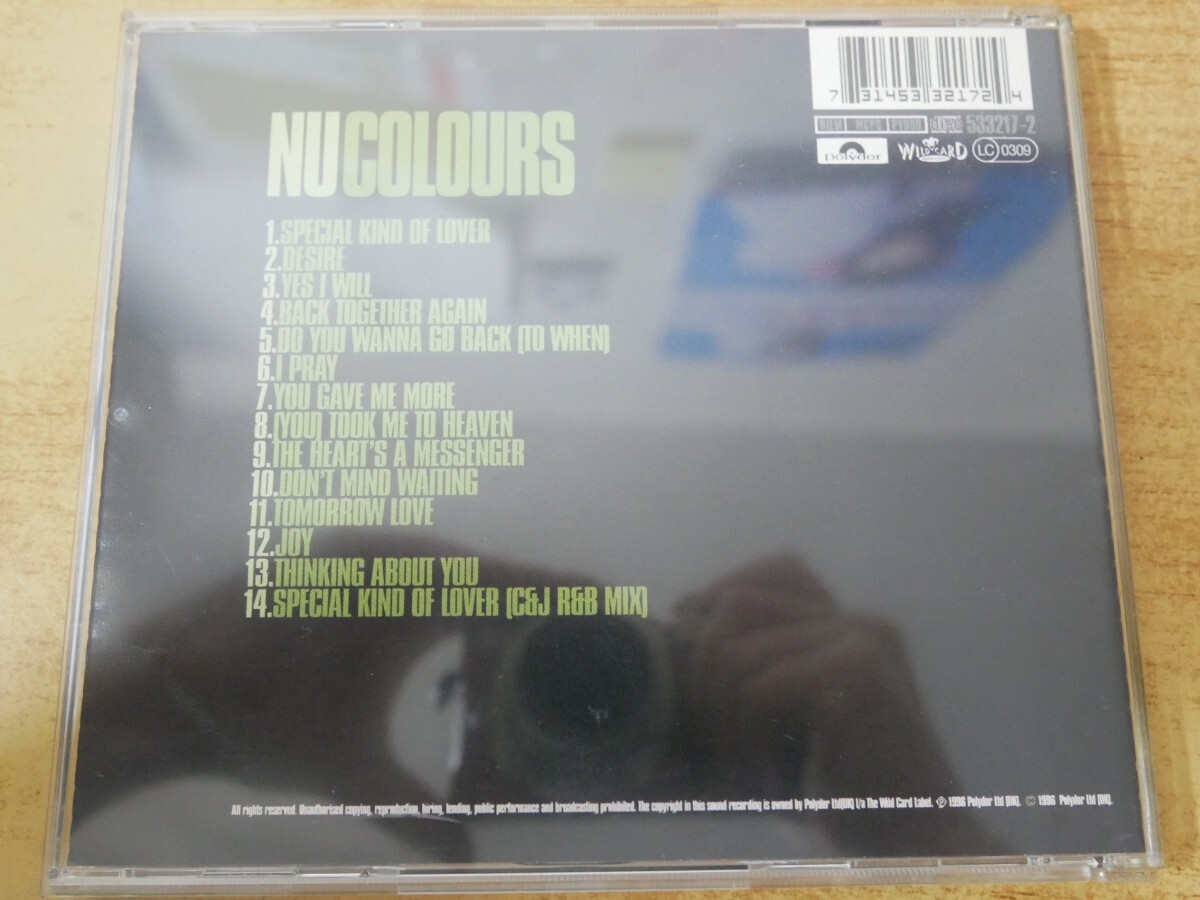 7 31453 32172 4
BIEM MCPS PY900 533217-2
Polydor WILD CARD LC 0309
NU COLOURS
1.SPECIAL KIND OF LOVER
2.DESIRE
3.YES I WILL
4.BACK TOGETHER AGAIN
5.DO YOU WANNA GO BACK (TO WHEN)
6.I PRAY
7.YOU GAVE ME MORE
8.(YOU) TOOK ME TO HEAVEN
9.THE HEART'S A MESSENGER
10.DON'T MIND WAITING
11.TOMORROW LOVE
12.JOY
13.THINKING ABOUT YOU
14.SPECIAL KIND OF LOVER (C&J R&B MIX)
All rights reserved. Unauthorised copying, reproduction, hiring, lending, public performance and broadcasting prohibited. The copyright in this sound recording is owned by Polydor Ltd(UK) t/a The Wild Card Label. ℗ 1996 Polydor Ltd (UK). © 1996 Polydor Ltd (UK).